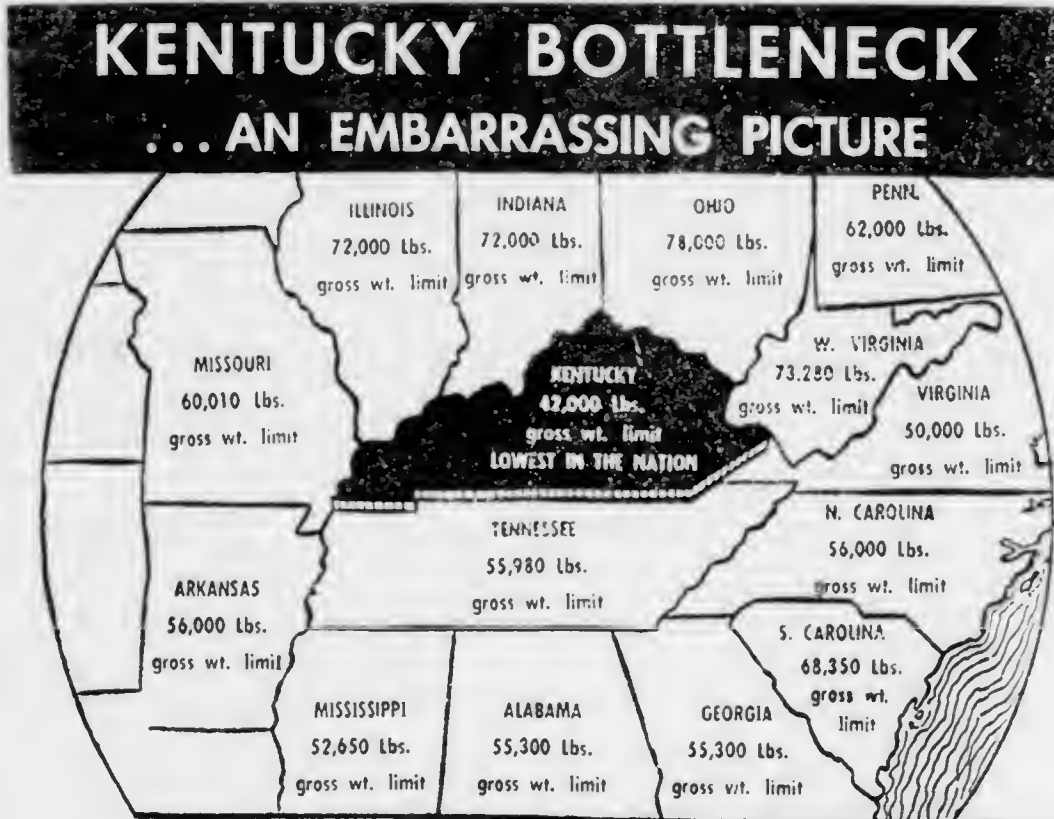 KENTUCKY BOTTLENECK
...AN EMBARRASSING PICTURE
ILLINOIS
72,000 Lbs.
gross wt. limit
INDIANA
72,000 Lbs.
gross wt. limit
OHIO
78,000 Lbs.
gross wt. limit
PENN.
62,000 Lbs.
gross wt. limit
MISSOURI
60,010 Lbs.
gross wt. limit
KENTUCKY
42,000 Lbs.
gross wt. limit
LOWEST IN THE NATION
W. VIRGINIA
73,280 Lbs.
gross wt. limit
VIRGINIA
50,000 Lbs.
gross wt. limit
TENNESSEE
55,980 Lbs.
gross wt. limit
N. CAROLINA
56,000 Lbs.
gross wt. limit
ARKANSAS
56,000 Lbs.
gross wt. limit
S. CAROLINA
68,350 Lbs.
gross wt.
limit
MISSISSIPPI
52,650 Lbs.
gross wt. limit
ALABAMA
55,300 Lbs.
gross wt. limit
GEORGIA
55,300 Lbs.
gross wt. limit